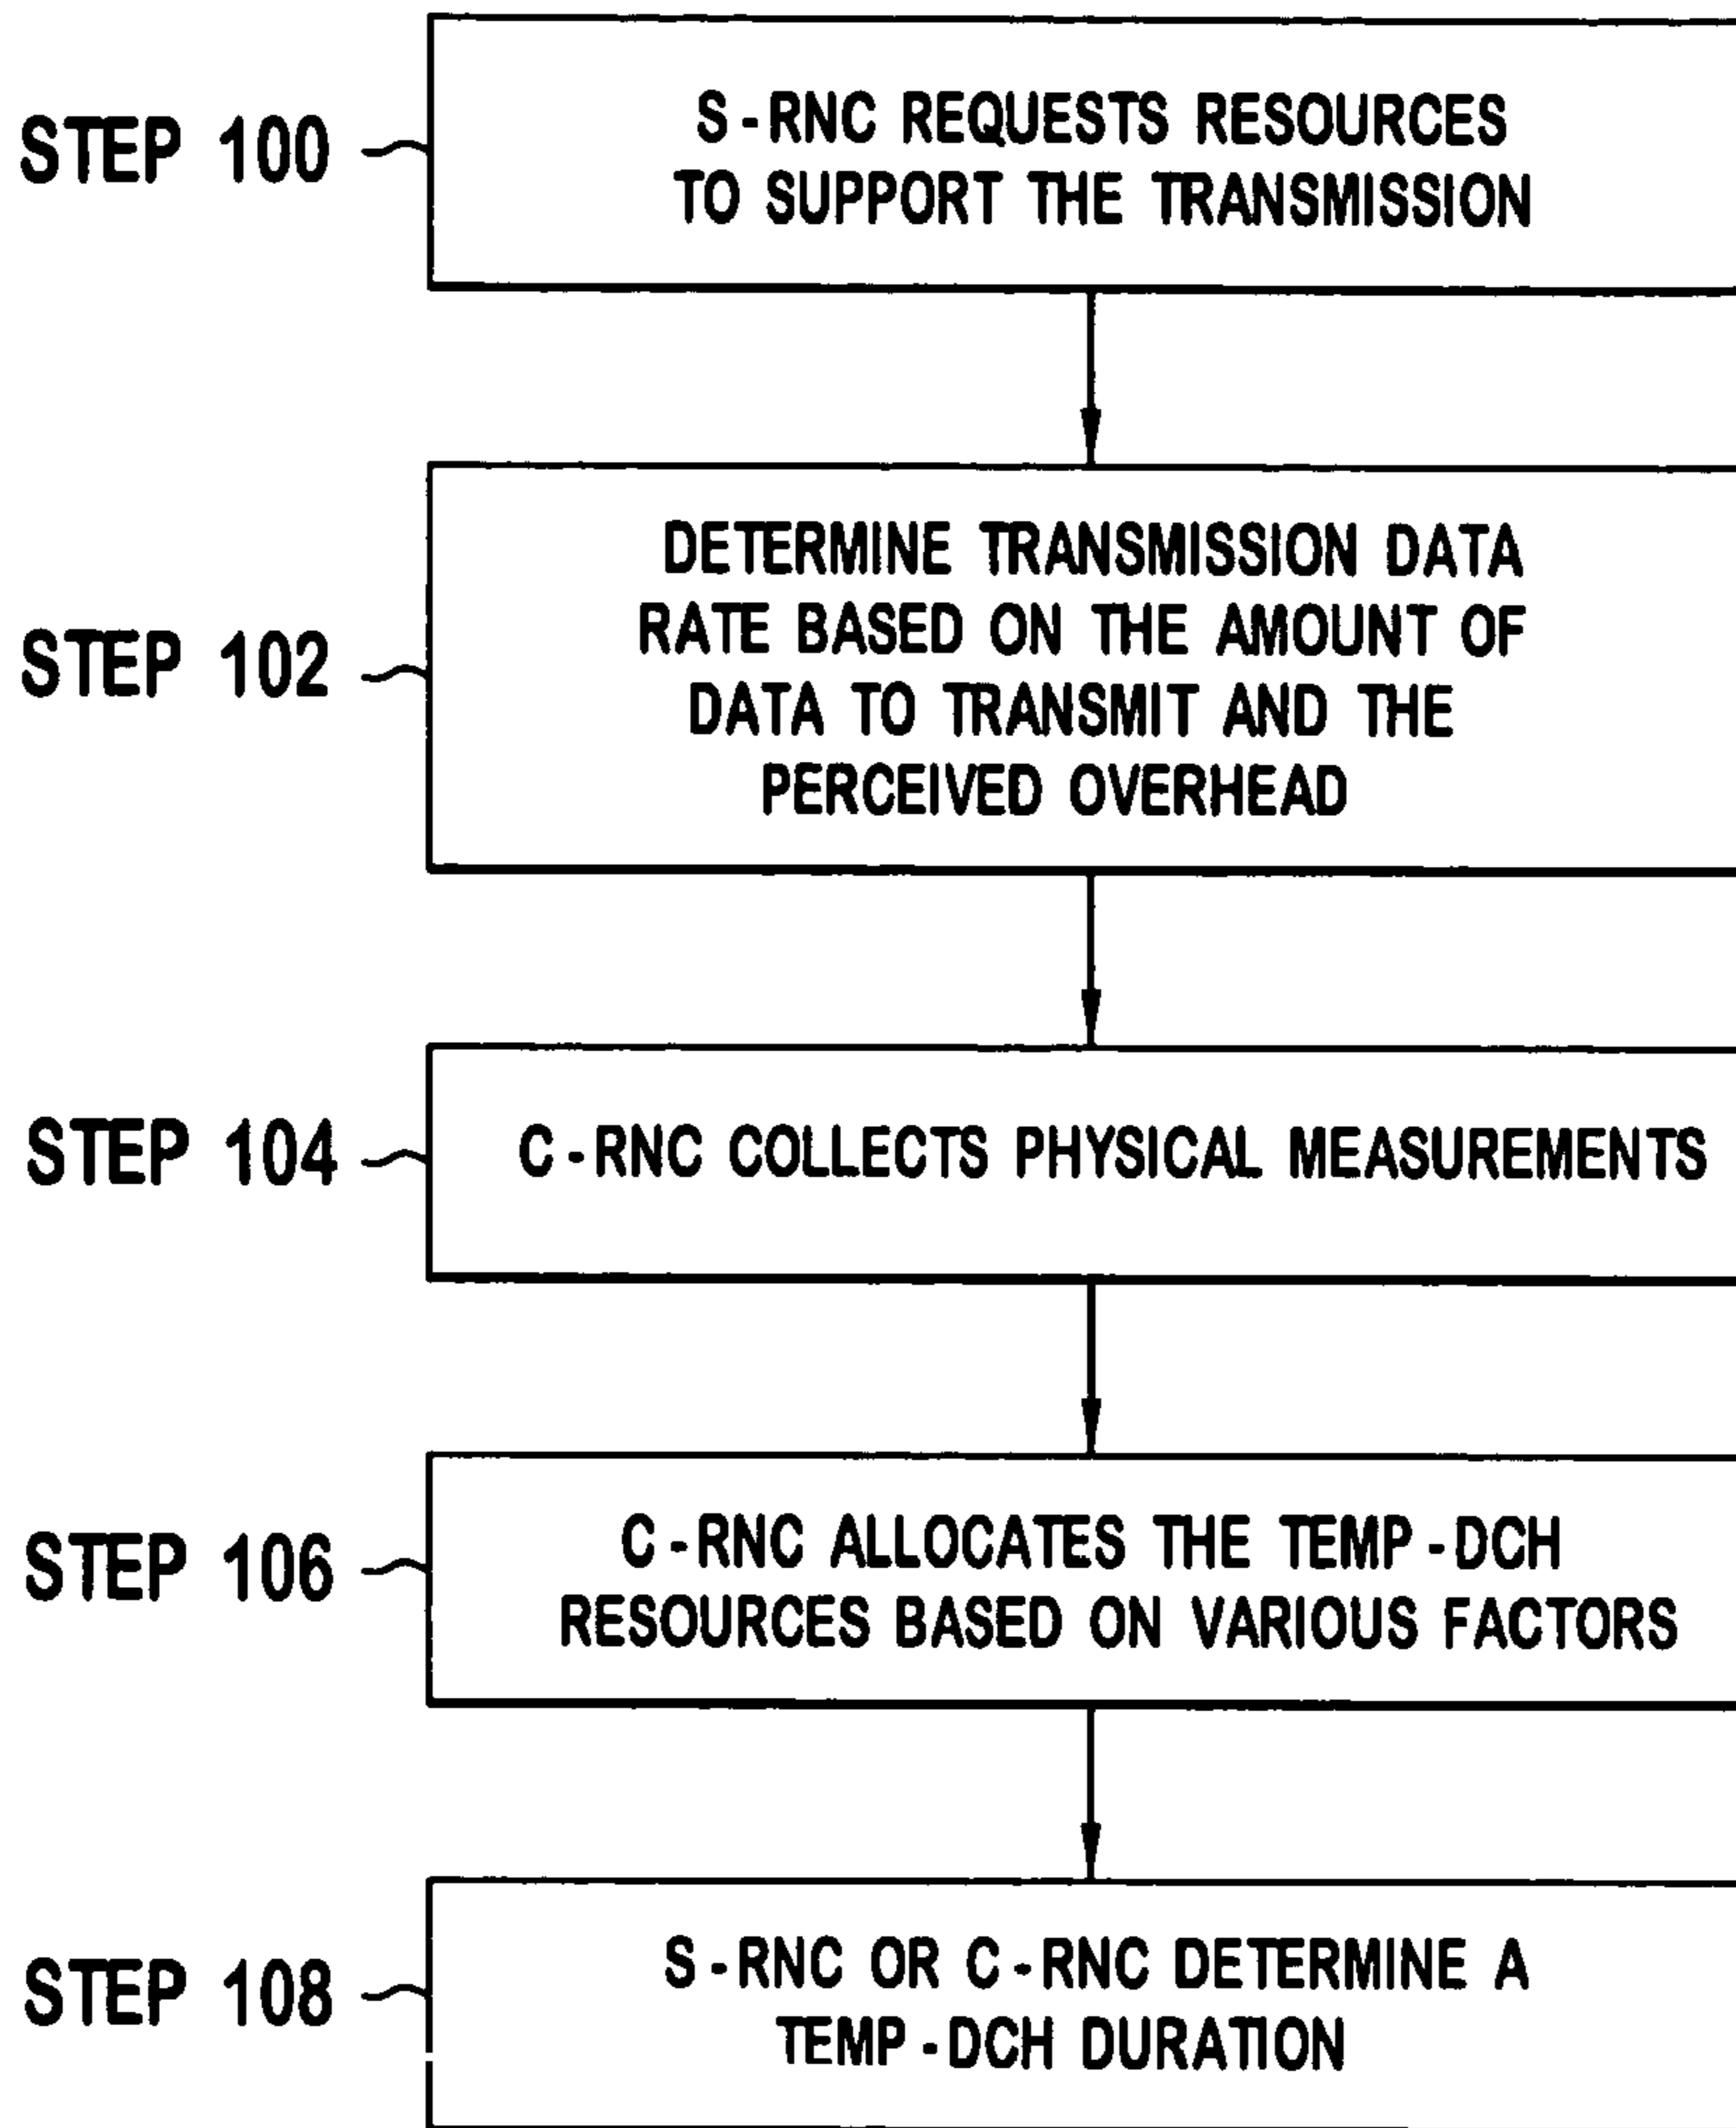 STEP 100
S-RNC REQUESTS RESOURCES
TO SUPPORT THE TRANSMISSION
STEP 102
DETERMINE TRANSMISSION DATA
RATE BASED ON THE AMOUNT OF
DATA TO TRANSMIT AND THE
PERCEIVED OVERHEAD
STEP 104
C-RNC COLLECTS PHYSICAL MEASUREMENTS
STEP 106
C-RNC ALLOCATES THE TEMP-DCH
RESOURCES BASED ON VARIOUS FACTORS
STEP 108
S-RNC OR C-RNC DETERMINE A
TEMP-DCH DURATION